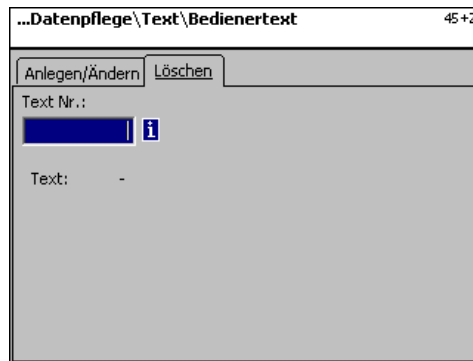 ...Datenpflege\Text\Bedienertext 45+2
Anlegen/Ändern Löschen
Text Nr.:
i
Text: -